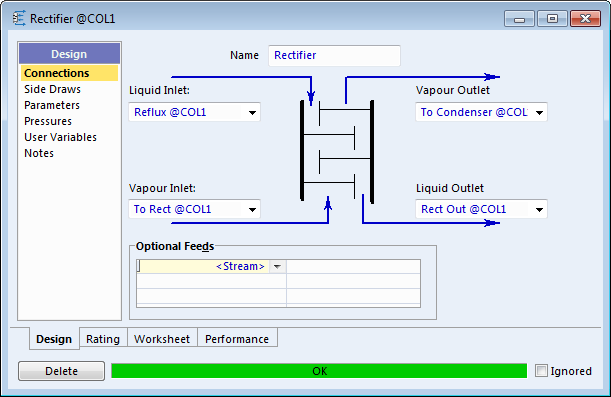 Rectifier @COL1
Design
Connections
Side Draws
Parameters
Pressures
User Variables
Notes
Name Rectifier
Liquid Inlet:
Reflux @COL1
Vapour Outlet
To Condenser @COL
Vapour Inlet:
To Rect @COL1
Liquid Outlet
Rect Out @COL1
Optional Feeds
<Stream>
Design Rating Worksheet Performance
Delete OK Ignored